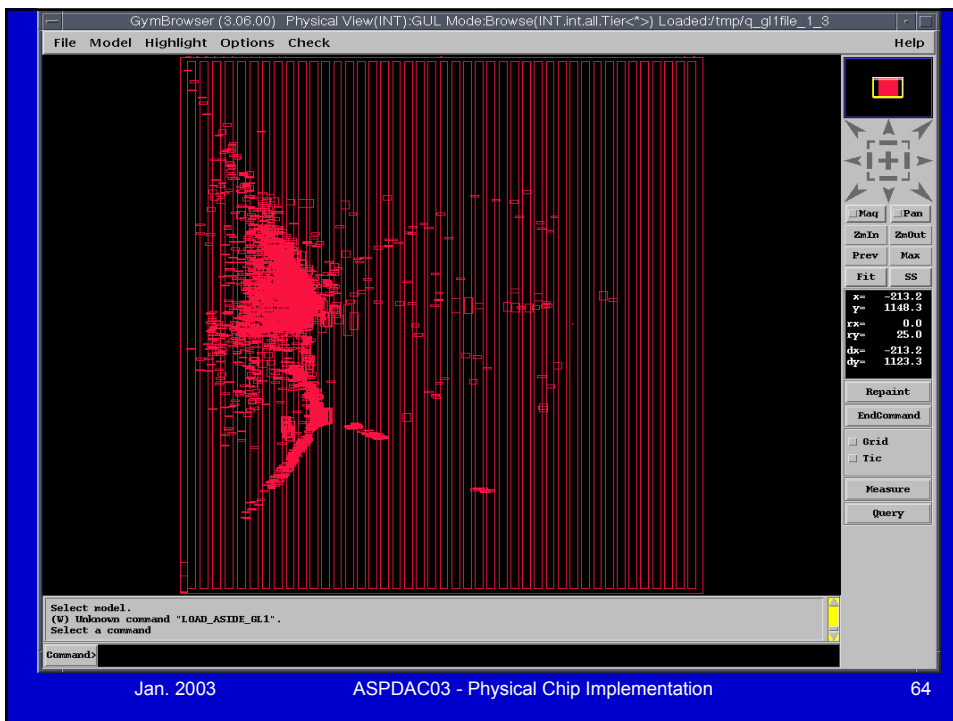 GymBrowser (3.06.00) Physical View(INT):GUL Mode:Browse(INT.int.all.Tier<*>) Loaded:/tmp/q_gl1file_1_3
File Model Highlight Options Check Help
Mag Pan
ZmIn ZmOut
Prev Max
Fit SS
x= -213.2
y= 1148.3
rx= 0.0
ry= 25.0
dx= -213.2
dy= 1123.3
Repaint
EndCommand
Grid
Tic
Measure
Query
Select model.
(W) Unknown command "LOAD_ASIDE_GL1".
Select a command
Command>
Jan. 2003 ASPDAC03 - Physical Chip Implementation 64